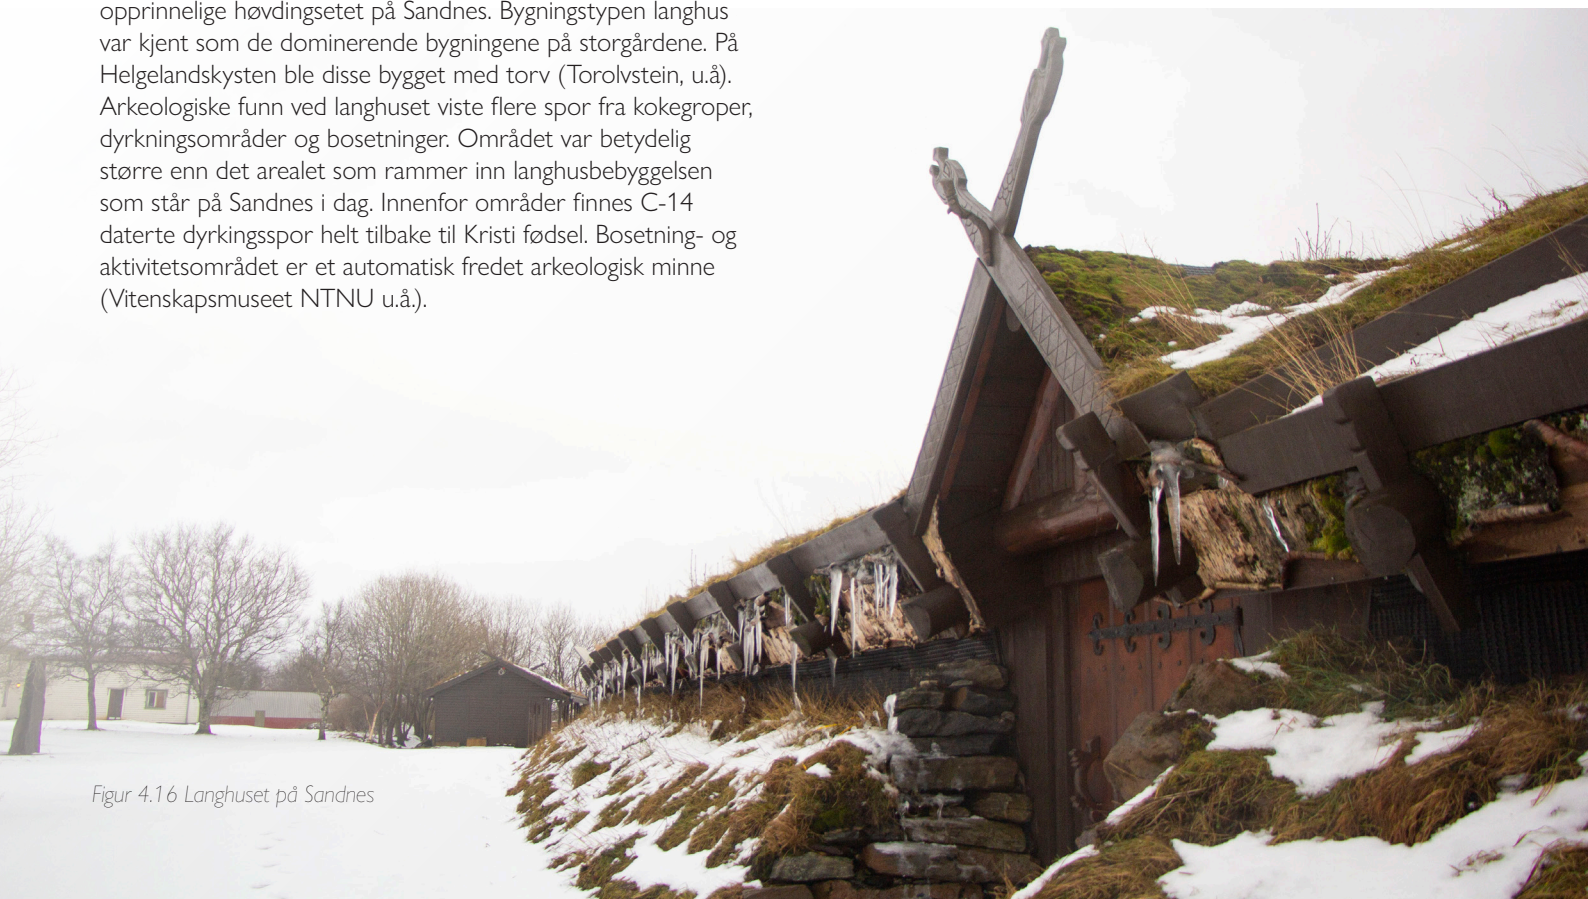 opprinnelige høvdingsetet på Sandnes. Bygningstypen langhus
var kjent som de dominerende bygningene på storgårdene. På
Helgelandskysten ble disse bygget med torv (Torolvstein, u.å).
Arkeologiske funn ved langhuset viste flere spor fra kokegroper,
dyrkningsområder og bosetninger. Området var betydelig
større enn det arealet som rammer inn langhusbebyggelsen
som står på Sandnes i dag. Innenfor områder finnes C-14
daterte dyrkingsspor helt tilbake til Kristi fødsel. Bosetning- og
aktivitetsområdet er et automatisk fredet arkeologisk minne
(Vitenskapsmuseet NTNU u.å.).
Figur 4.16 Langhuset på Sandnes